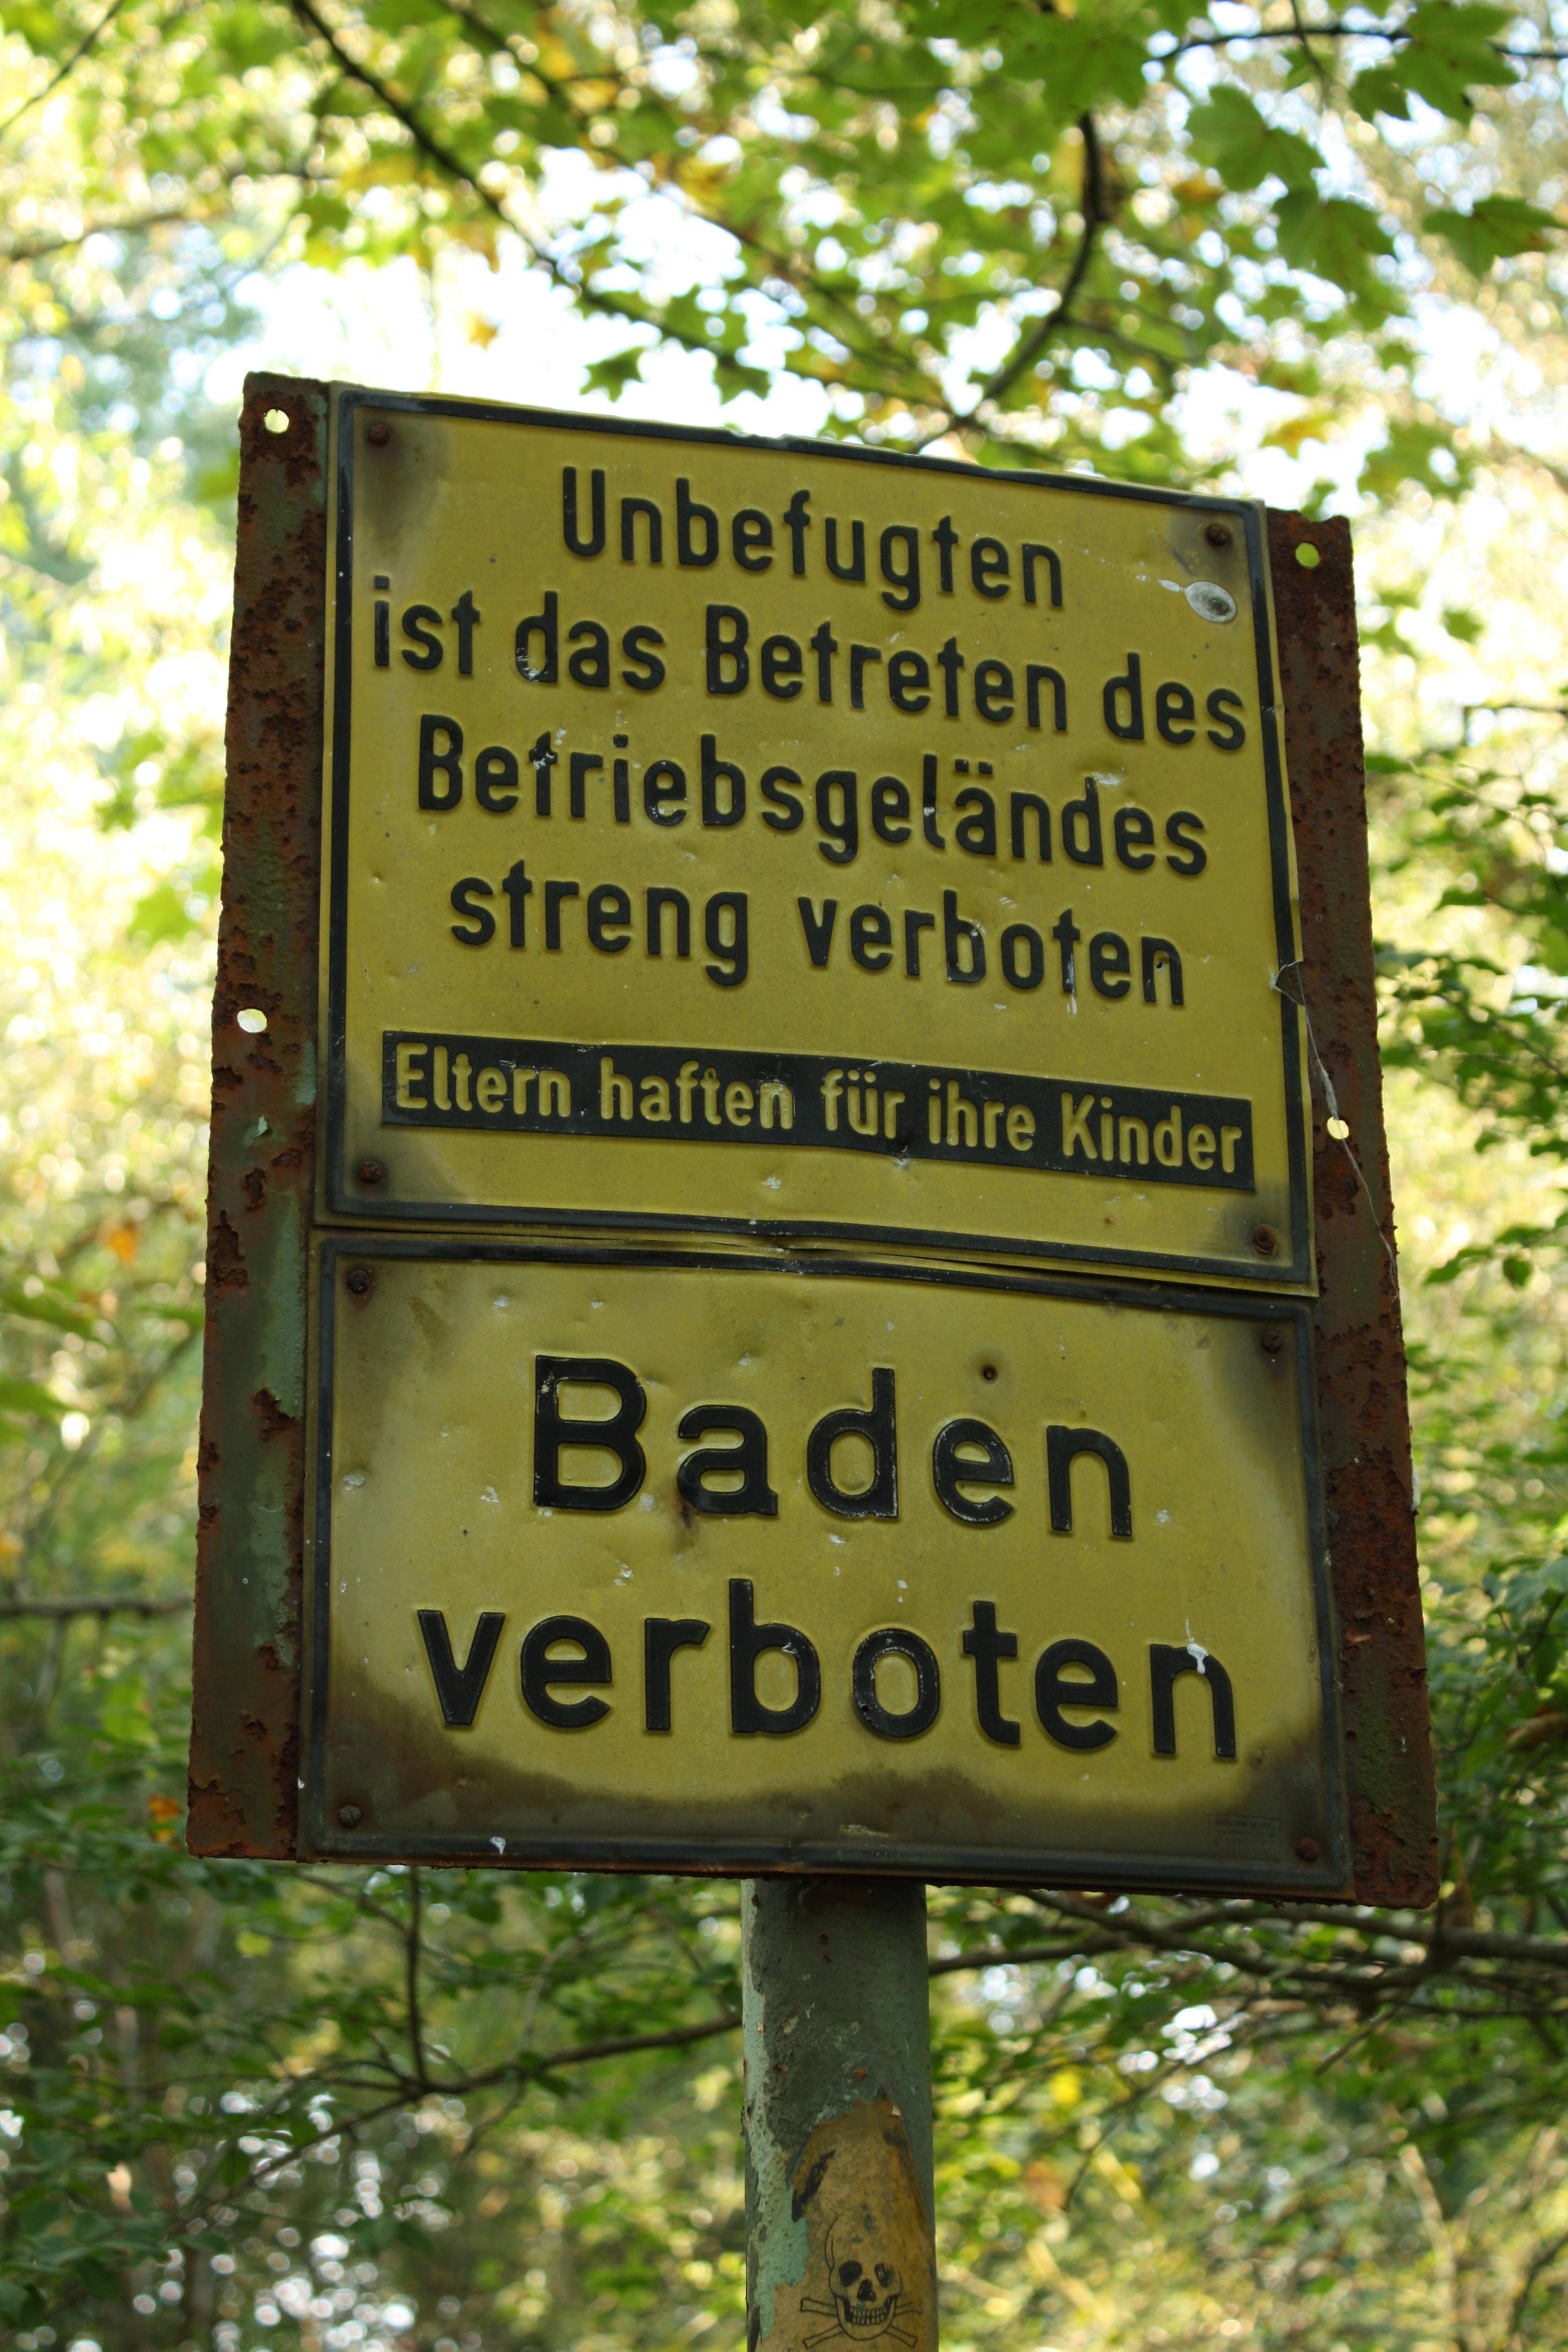 Unbefugten
ist das Betreten des
Betriebsgeländes
streng verboten
Eltern haften für ihre Kinder
Baden
verboten